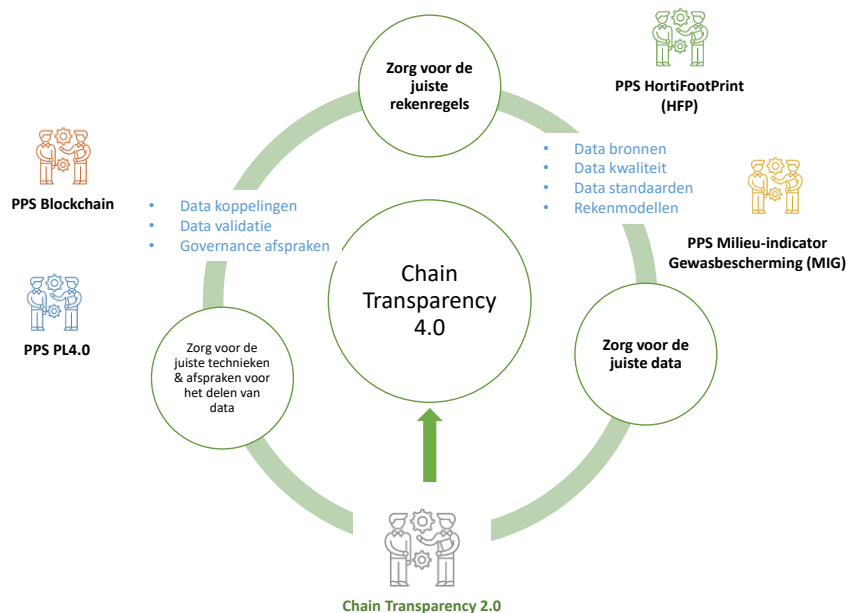 Zorg voor de
juiste
rekenregels
PPS HortiFootPrint
(HFP)
PPS Blockchain
• Data koppelingen
• Data validatie
• Governance afspraken
• Data bronnen
• Data kwaliteit
• Data standaarden
• Rekenmodellen
PPS Milieu-indicator
Gewasbescherming (MIG)
Chain
Transparency
4.0
PPS PL4.0
Zorg voor de
juiste technieken
& afspraken voor
het delen van
data
Zorg voor de
juiste data
Chain Transparency 2.0